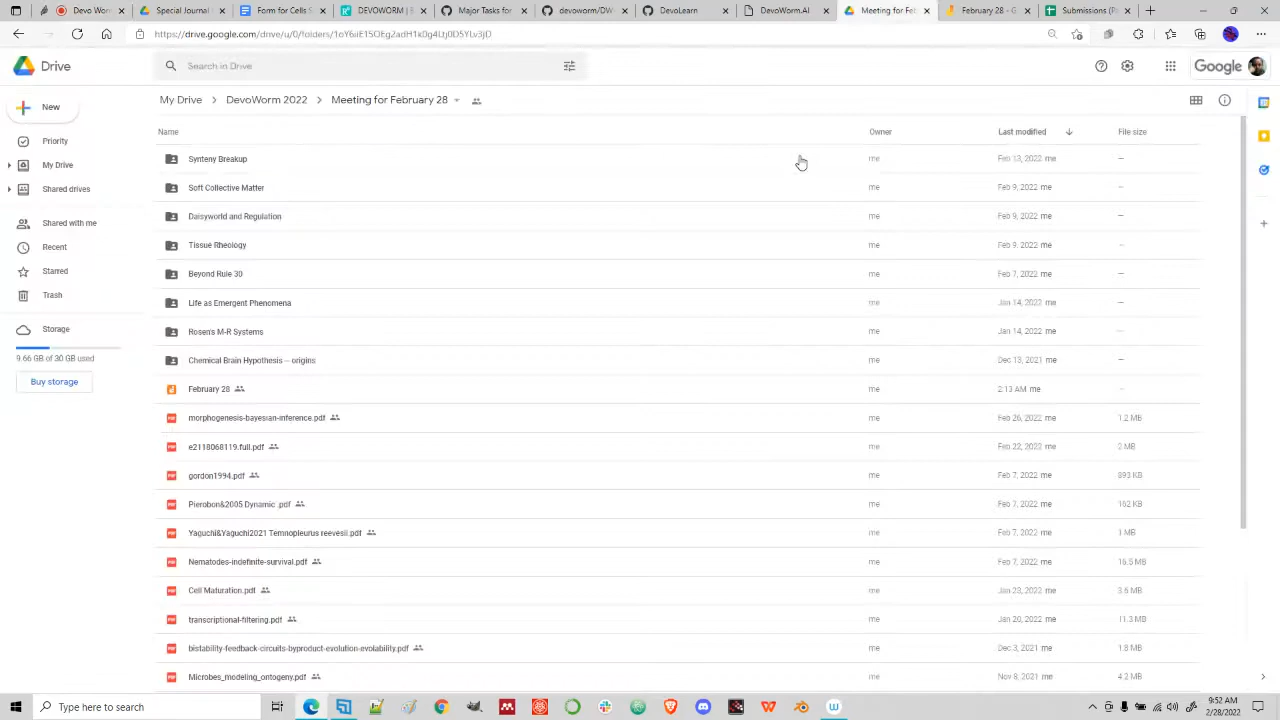 Special Journal
DevoWorm for Cells S
DEVOWORM | B
Major Tasks for
devoworm/DW
DevoLearn
DevoWorm AI
Meeting for Feb
February 28 - G
Submissions (P
https://drive.google.com/drive/u/0/folders/
Drive
Search in Drive
Google
New
My Drive > DevoWorm 2022 > Meeting for February 28
Name Owner Last modified File size
Priority
My Drive
Shared drives
Shared with me
Recent
Starred
Trash
Storage
9.66 GB of 30 GB used
Buy storage
Synteny Breakup me Feb 13, 2022 me —
Soft Collective Matter me Feb 9, 2022 me —
Daisyworld and Regulation me Feb 9, 2022 me —
Tissue Rheology me Feb 9, 2022 me —
Beyond Rule 30 me Feb 7, 2022 me —
Life as Emergent Phenomena me Jan 14, 2022 me —
Rosen's M-R Systems me Jan 14, 2022 me —
Chemical Brain Hypothesis -- origins me Dec 13, 2021 me —
February 28 me 2:13 AM me —
morphogenesis-bayesian-inference.pdf me Feb 26, 2022 me 1.2 MB
e2118068119.full.pdf me Feb 22, 2022 me 2 MB
gordon1994.pdf me Feb 7, 2022 me 893 KB
Pierobon&2005 Dynamic .pdf me Feb 7, 2022 me 162 KB
Yaguchi&Yaguchi2021 Temnopleurus reevesii.pdf me Feb 7, 2022 me 1 MB
Nematodes-indefinite-survival.pdf me Feb 7, 2022 me 16.5 MB
Cell Maturation.pdf me Jan 23, 2022 me 3.6 MB
transcriptional-filtering.pdf me Jan 20, 2022 me 11.3 MB
bistability-feedback-circuits-byproduct-evolution-evolability.pdf me Dec 3, 2021 me 1.8 MB
Microbes_modeling_ontogeny.pdf me Nov 8, 2021 me 4.2 MB
Type here to search
9:52 AM
2/28/2022